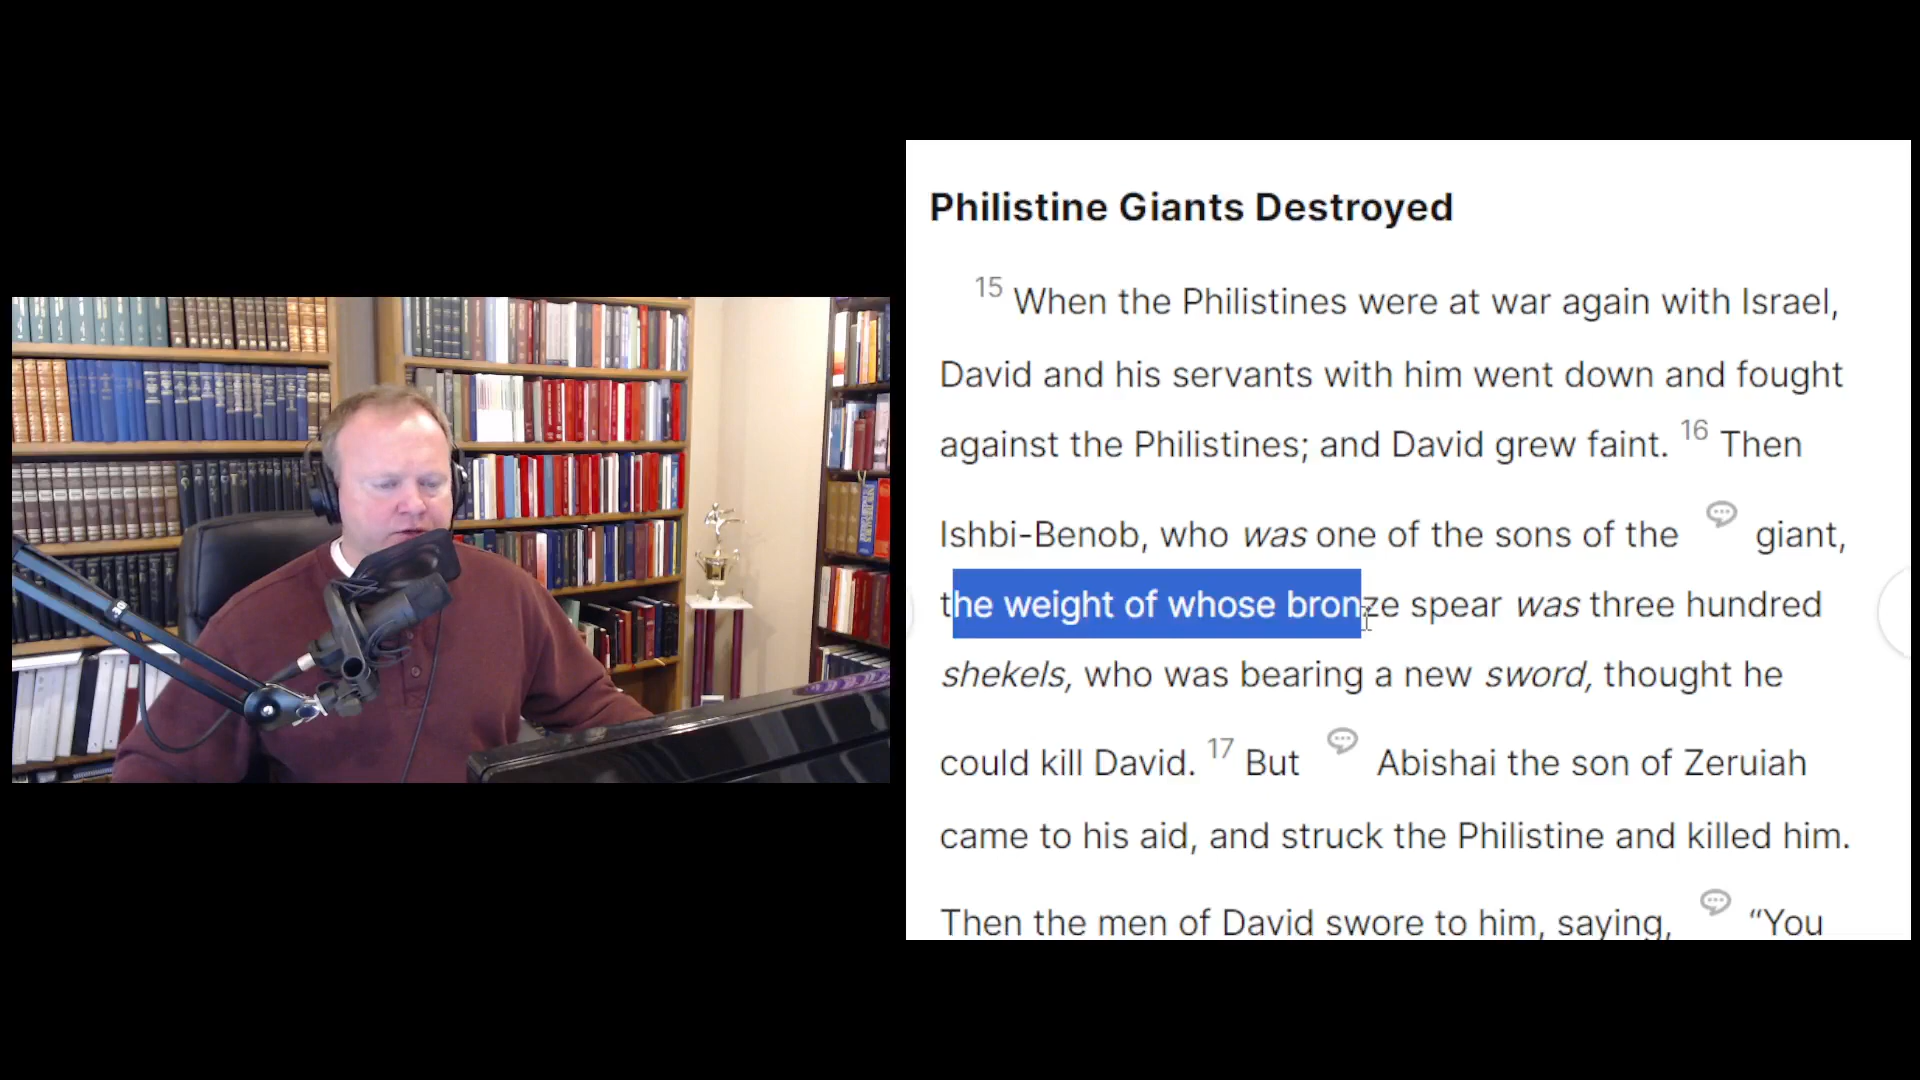 Philistine Giants Destroyed
15 When the Philistines were at war again with Israel,
David and his servants with him went down and fought
against the Philistines; and David grew faint. 16 Then
Ishbi-Benob, who was one of the sons of the giant,
the weight of whose bronze spear was three hundred
shekels, who was bearing a new sword, thought he
could kill David. 17 But Abishai the son of Zeruiah
came to his aid, and struck the Philistine and killed him.
Then the men of David swore to him, saying, “You
30